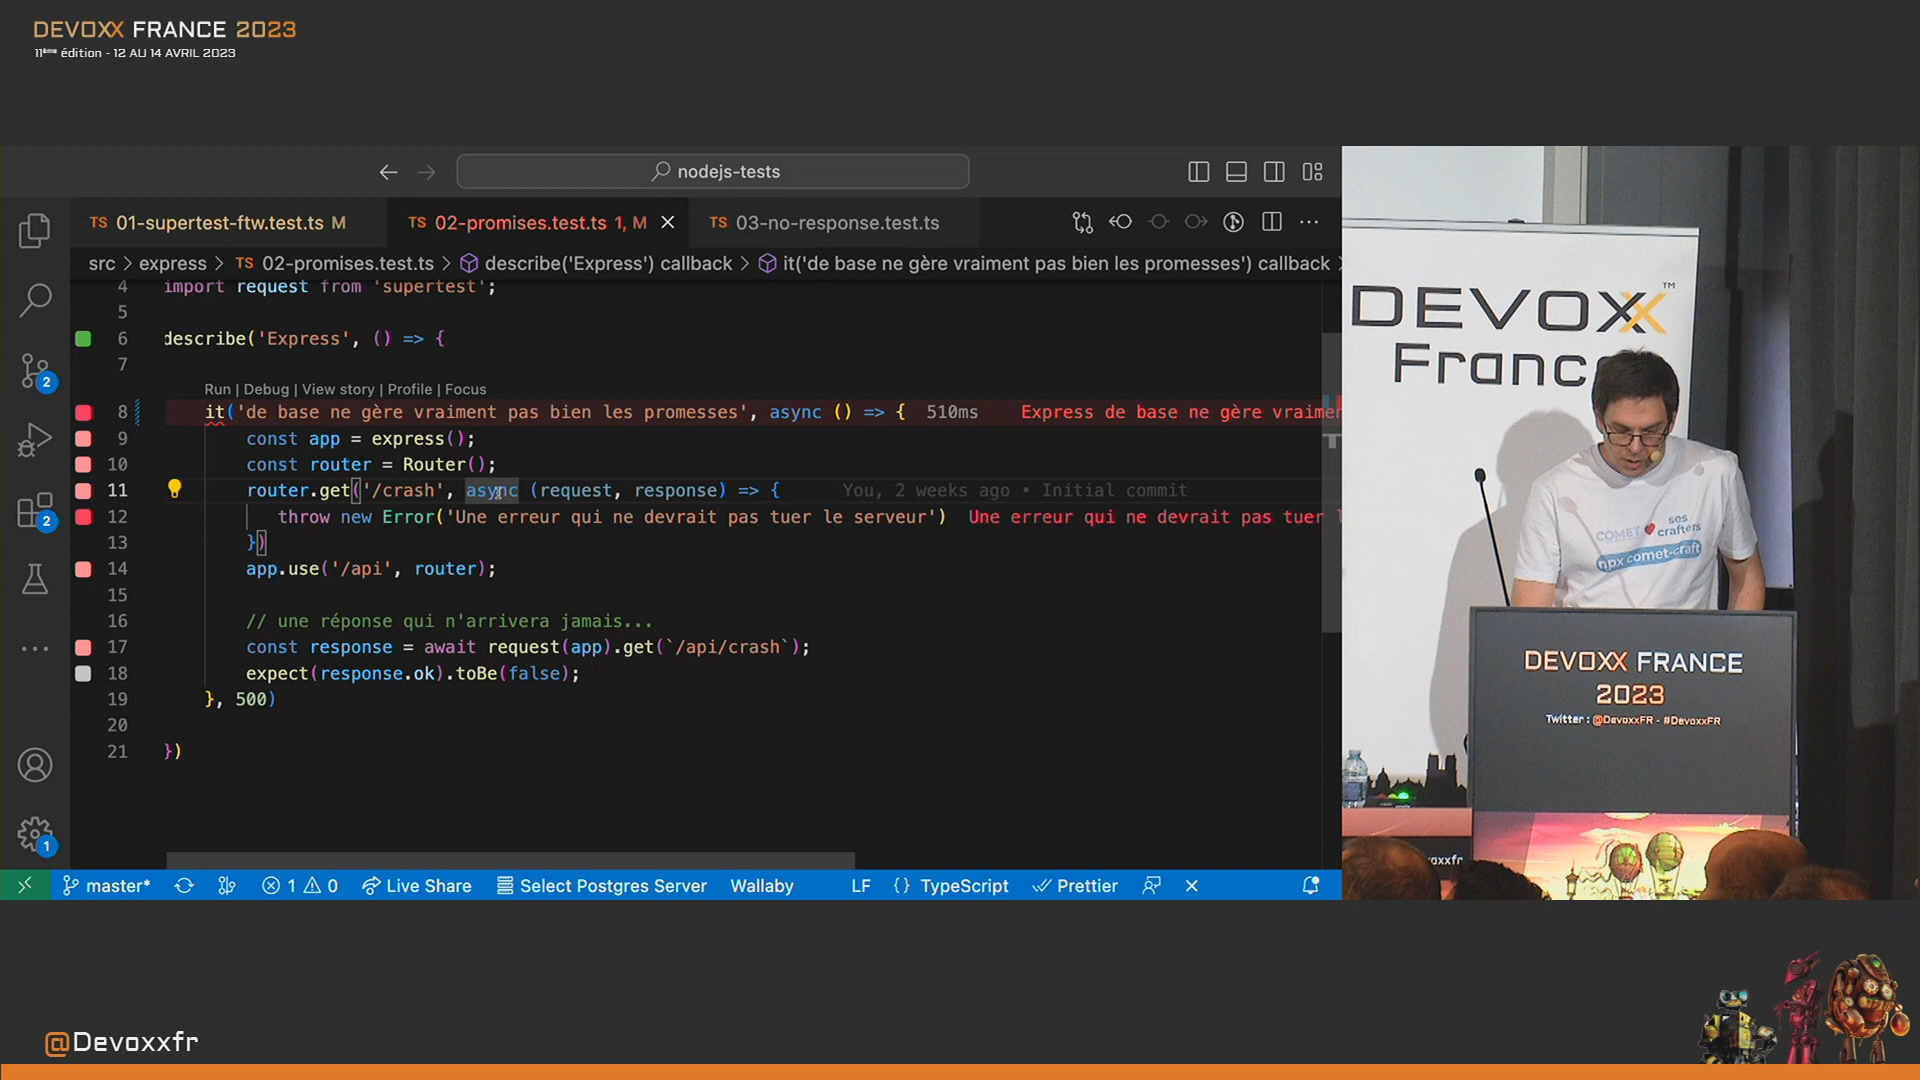 DEVOXX FRANCE 2023
11ème édition - 12 AU 14 AVRIL 2023
nodejs-tests
TS 01-supertest-ftw.test.ts M
TS 02-promises.test.ts 1, M
TS 03-no-response.test.ts
src > express > TS 02-promises.test.ts > describe('Express') callback > it('de base ne gère vraiment pas bien les promesses') callback >
4 import request from 'supertest';
5
6 describe('Express', () => {
7
Run | Debug | View story | Profile | Focus
8 it('de base ne gère vraiment pas bien les promesses', async () => { 510ms Express de base ne gère vraimen
9 const app = express();
10 const router = Router();
11 router.get('/crash', async (request, response) => { You, 2 weeks ago • Initial commit
12 throw new Error('Une erreur qui ne devrait pas tuer le serveur') Une erreur qui ne devrait pas tuer l
13 })
14 app.use('/api', router);
15
16 // une réponse qui n'arrivera jamais...
17 const response = await request(app).get(`/api/crash`);
18 expect(response.ok).toBe(false);
19 }, 500)
20
21 })
2
2
1
master* 1 0 Live Share Select Postgres Server Wallaby LF {} TypeScript Prettier
DEVOXX™
France
COMET ses
crafters
npx comet-craft
DEVOXX FRANCE
2023
Twitter : @DevoxxFR - #DevoxxFR
oxxfr
@Devoxxfr